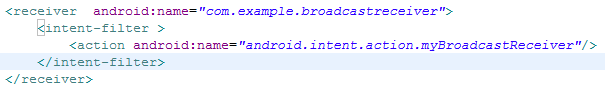 <receiver  android:name="com.example.broadcastreceiver">
<intent-filter >
<action android:name="android.intent.action.myBroadcastReceiver"/>
</intent-filter>
</receiver>